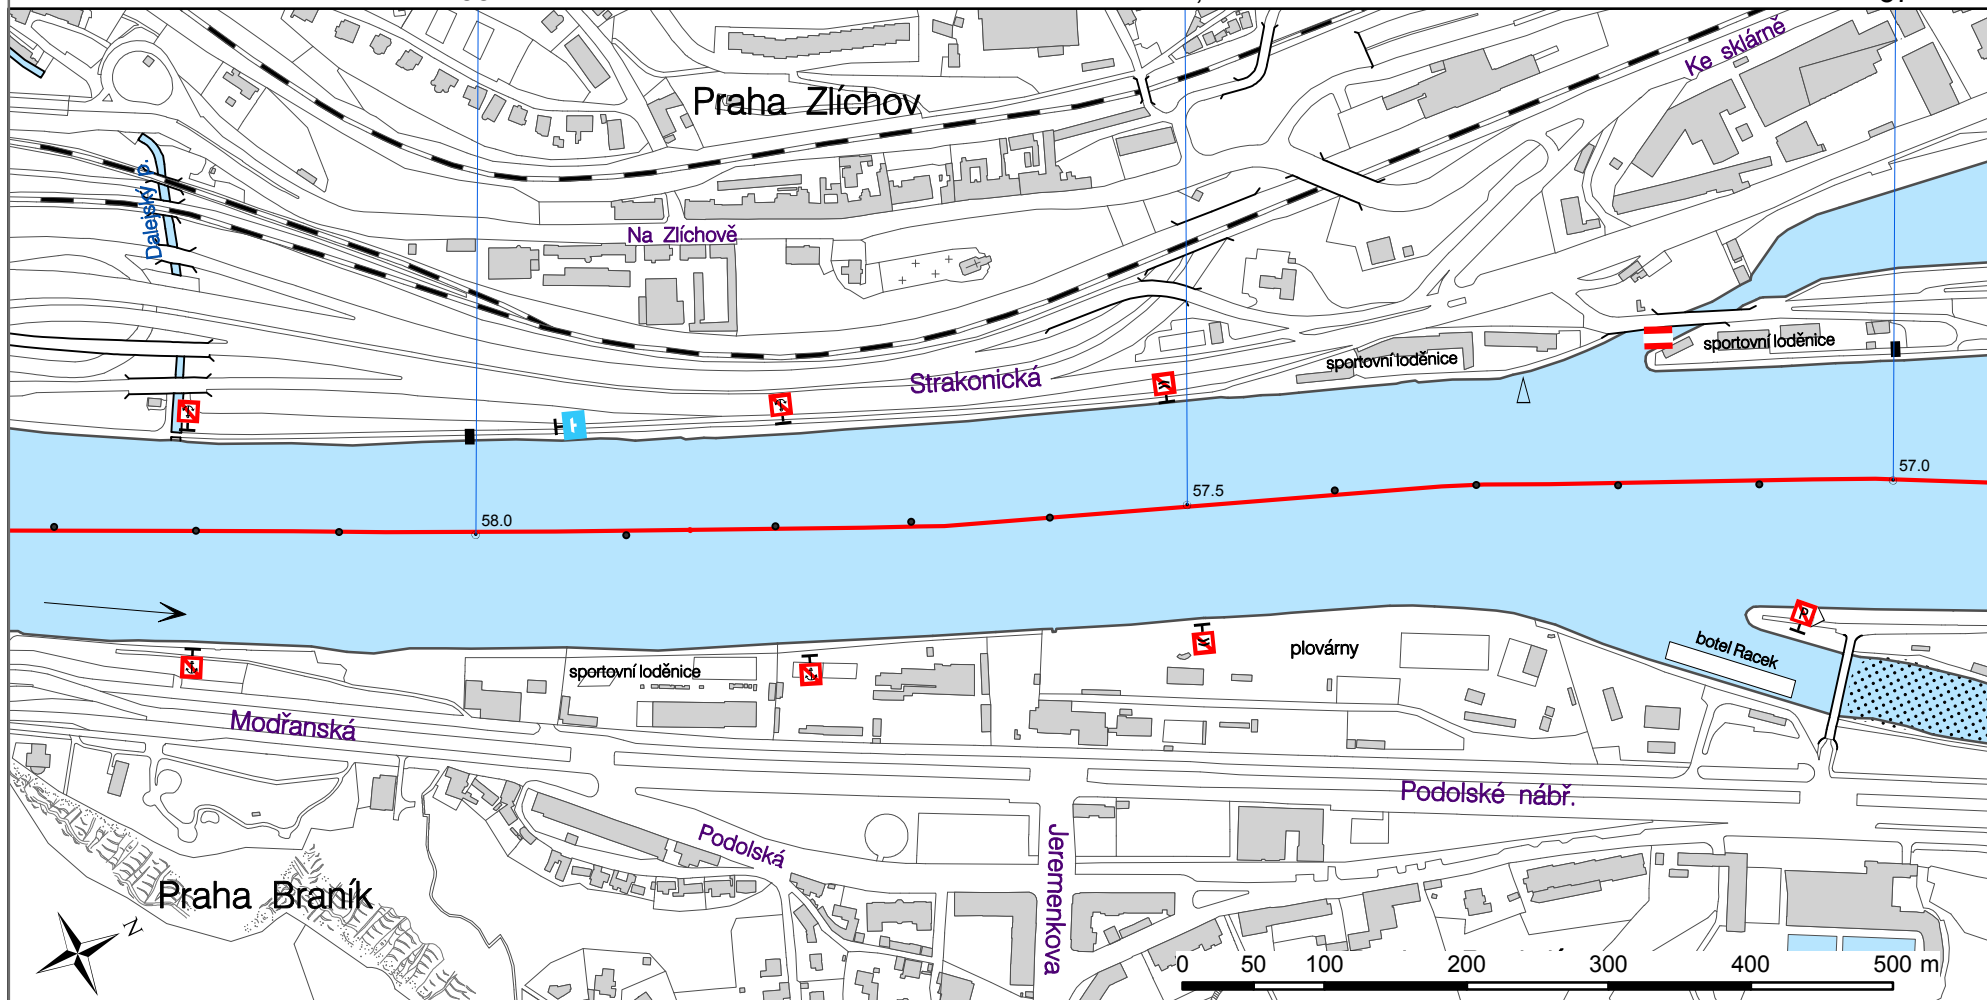 Ke sklárně
Praha Zlíchov
Dalejský p.
Na Zlíchově
sportovní loděnice
sportovní loděnice
Strakonická
57.0
57.5
58.0
plovárny
botel Racek
sportovní loděnice
Modřanská
Podolské nábř.
Podolská
Jeremenkova
Praha Braník
N
0 50 100 200 300 400 500 m